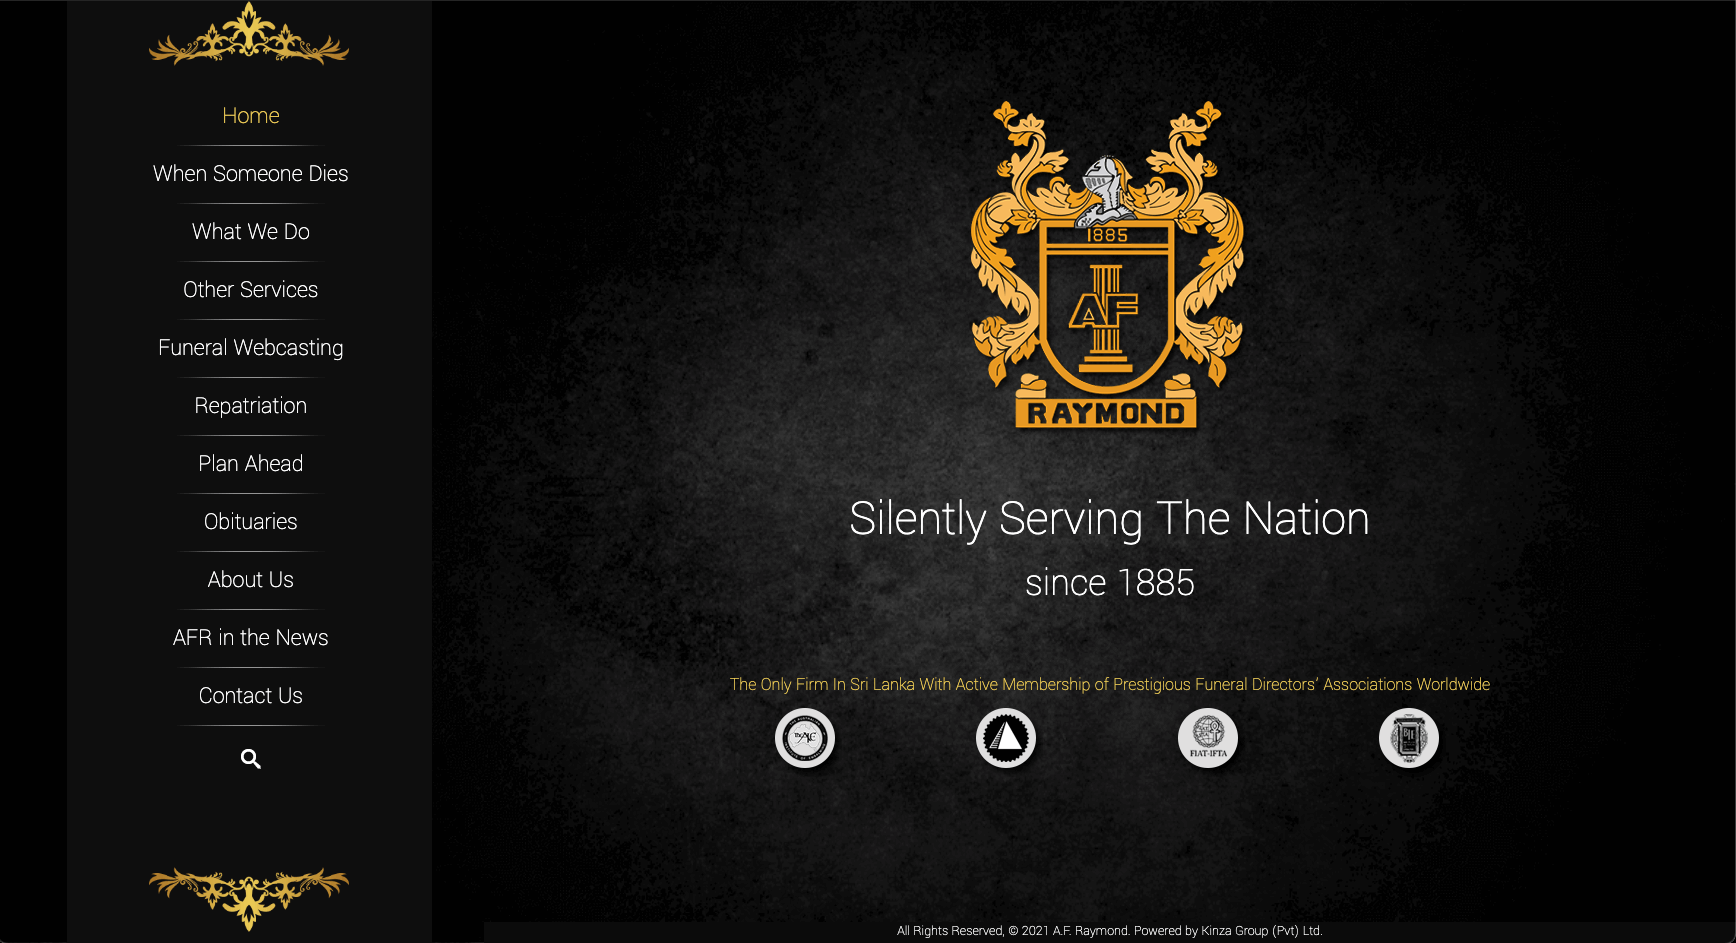 Home
When Someone Dies
What We Do
Other Services
Funeral Webcasting
Repatriation
Plan Ahead
Obituaries
About Us
AFR in the News
Contact Us
1885
AF
RAYMOND
Silently Serving The Nation
since 1885
The Only Firm In Sri Lanka With Active Membership of Prestigious Funeral Directors’ Associations Worldwide
FIAT-IFTA
All Rights Reserved, © 2021 A.F. Raymond. Powered by Kinza Group (Pvt) Ltd.